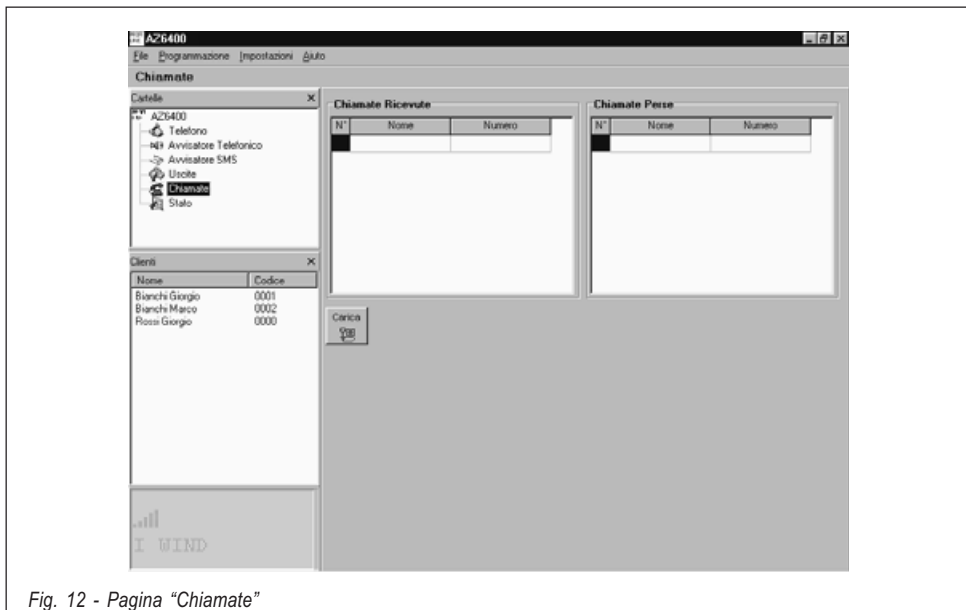 AZ6400
File Programmazione Impostazioni Aiuto
Chiamate
Cartelle
AZ6400
Telefono
Avvisatore Telefonico
Avvisatore SMS
Uscite
Chiamate
Stato
Clienti
Nome Codice
Bianchi Giorgio 0001
Bianchi Marco 0002
Rossi Giorgio 0000
I WIND
Chiamate Ricevute
N° Nome Numero
Chiamate Perse
N° Nome Numero
Carica
Fig. 12 - Pagina “Chiamate”